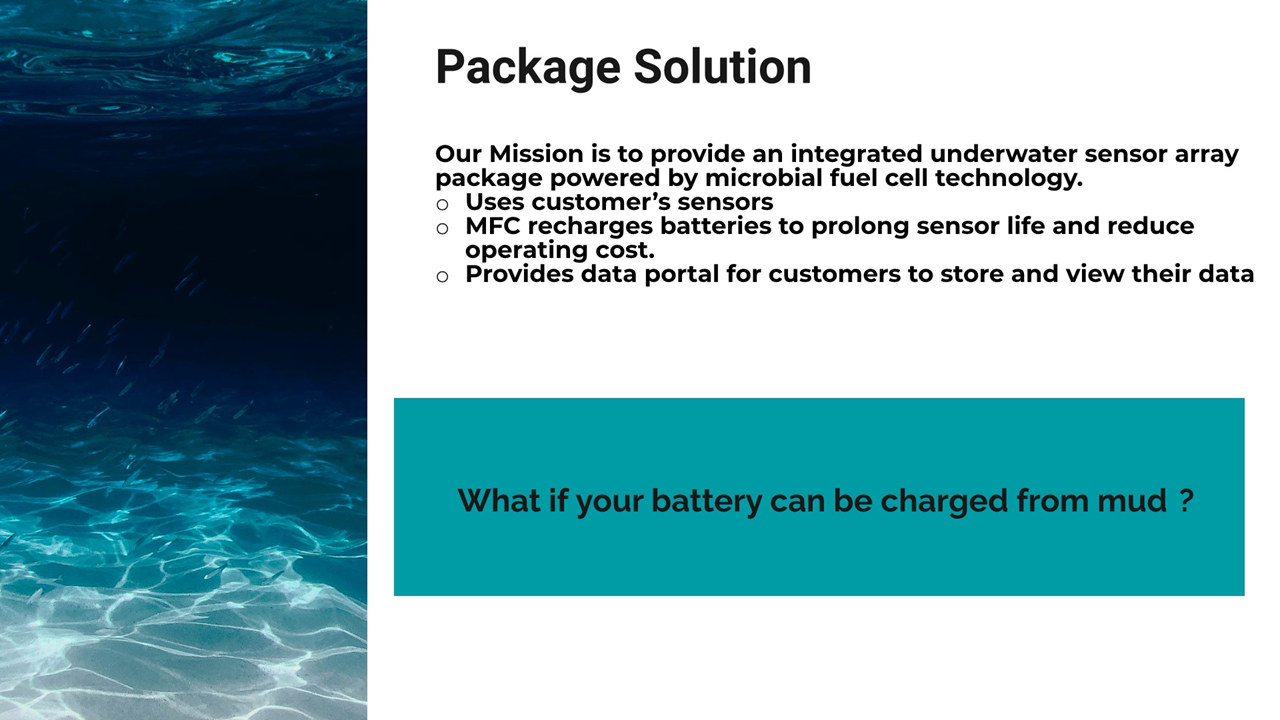 Package Solution
Our Mission is to provide an integrated underwater sensor array
package powered by microbial fuel cell technology.
o Uses customer’s sensors
o MFC recharges batteries to prolong sensor life and reduce
operating cost.
o Provides data portal for customers to store and view their data
What if your battery can be charged from mud ?